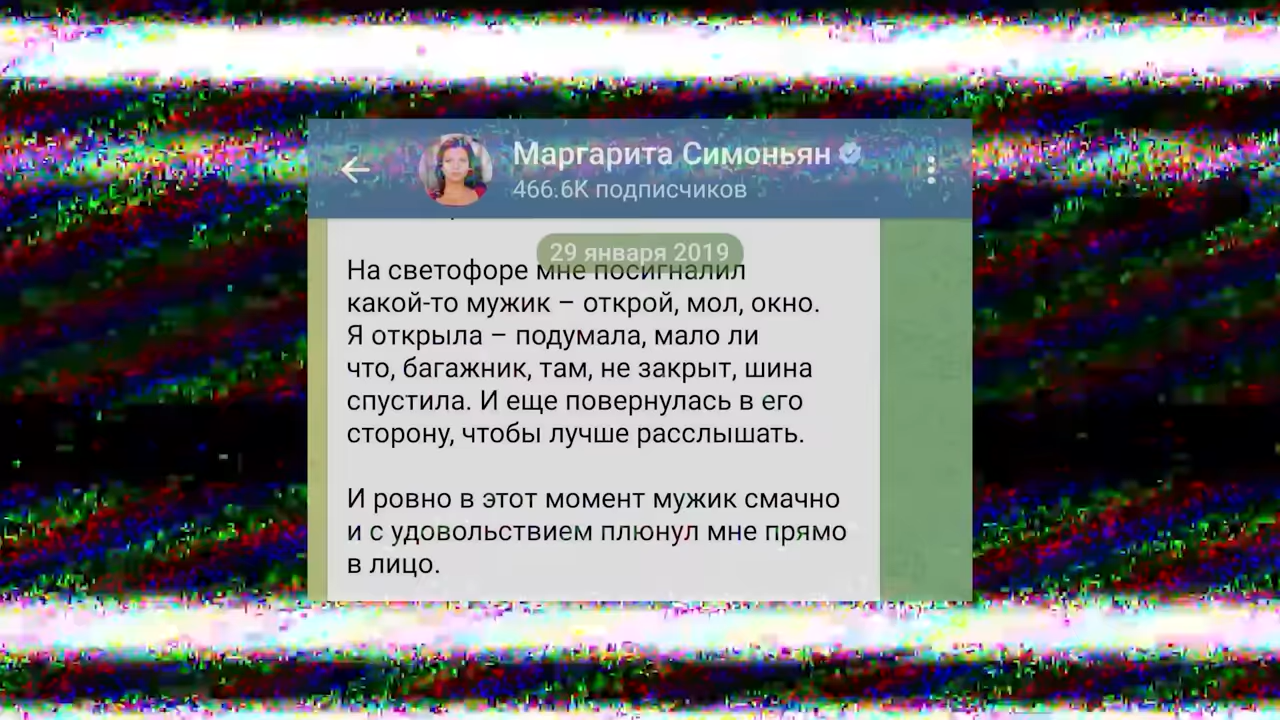 Маргарита Симоньян
466.6K подписчиков
29 января 2019
На светофоре мне посигналил
какой-то мужик – открой, мол, окно.
Я открыла – подумала, мало ли
что, багажник, там, не закрыт, шина
спустила. И еще повернулась в его
сторону, чтобы лучше расслышать.
И ровно в этот момент мужик смачно
и с удовольствием плюнул мне прямо
в лицо.